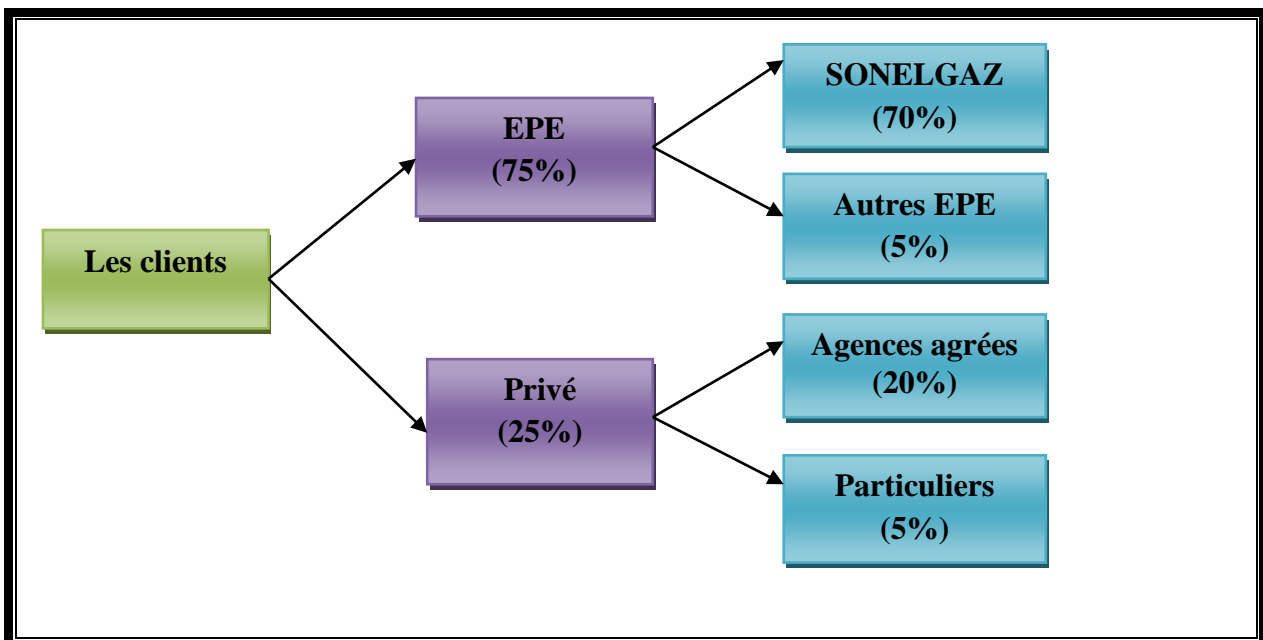 Les clients
EPE
(75%)
Privé
(25%)
SONELGAZ
(70%)
Autres EPE
(5%)
Agences agrées
(20%)
Particuliers
(5%)